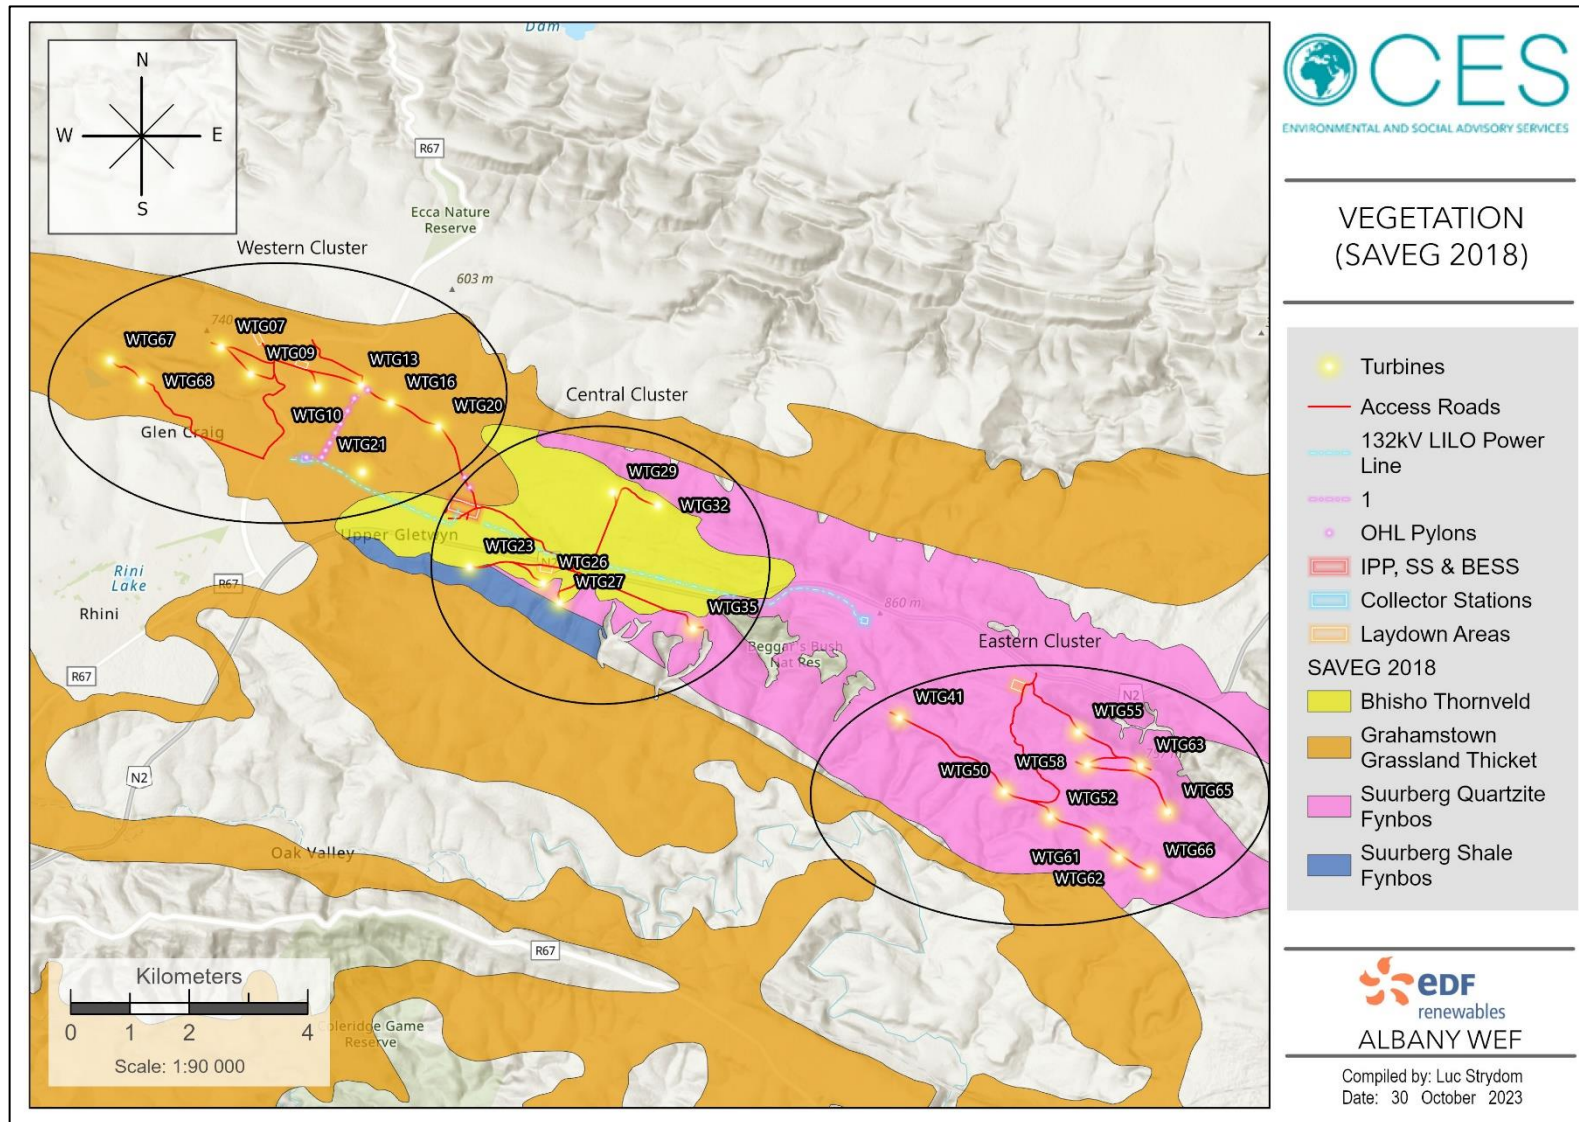 Dam
N
W
E
S
R67
Ecca Nature
Reserve
Western Cluster
603 m
740
WTG07
WTG67
WTG09
WTG13
WTG68
WTG16
Central Cluster
WTG10
WTG20
Glen Craig
WTG21
WTG29
WTG32
Upper Gletwyn
WTG23
N2
WTG26
Rini
Lake
R67
WTG27
Rhini
WTG35
860 m
Beggar's Bush
Nat Res
Eastern Cluster
R67
N2
WTG41
WTG55
WTG63
N2
WTG58
WTG50
WTG52
WTG65
Oak Valley
WTG61
WTG66
WTG62
R67
Kilometers
0 1 2 4
Scale: 1:90 000
Coleridge Game
Reserve
CES
ENVIRONMENTAL AND SOCIAL ADVISORY SERVICES
VEGETATION
(SAVEG 2018)
Turbines
Access Roads
132kV LILO Power
Line
1
OHL Pylons
IPP, SS & BESS
Collector Stations
Laydown Areas
SAVEG 2018
Bhisho Thornveld
Grahamstown
Grassland Thicket
Suurberg Quartzite
Fynbos
Suurberg Shale
Fynbos
eDF
renewables
ALBANY WEF
Compiled by: Luc Strydom
Date: 30 October 2023